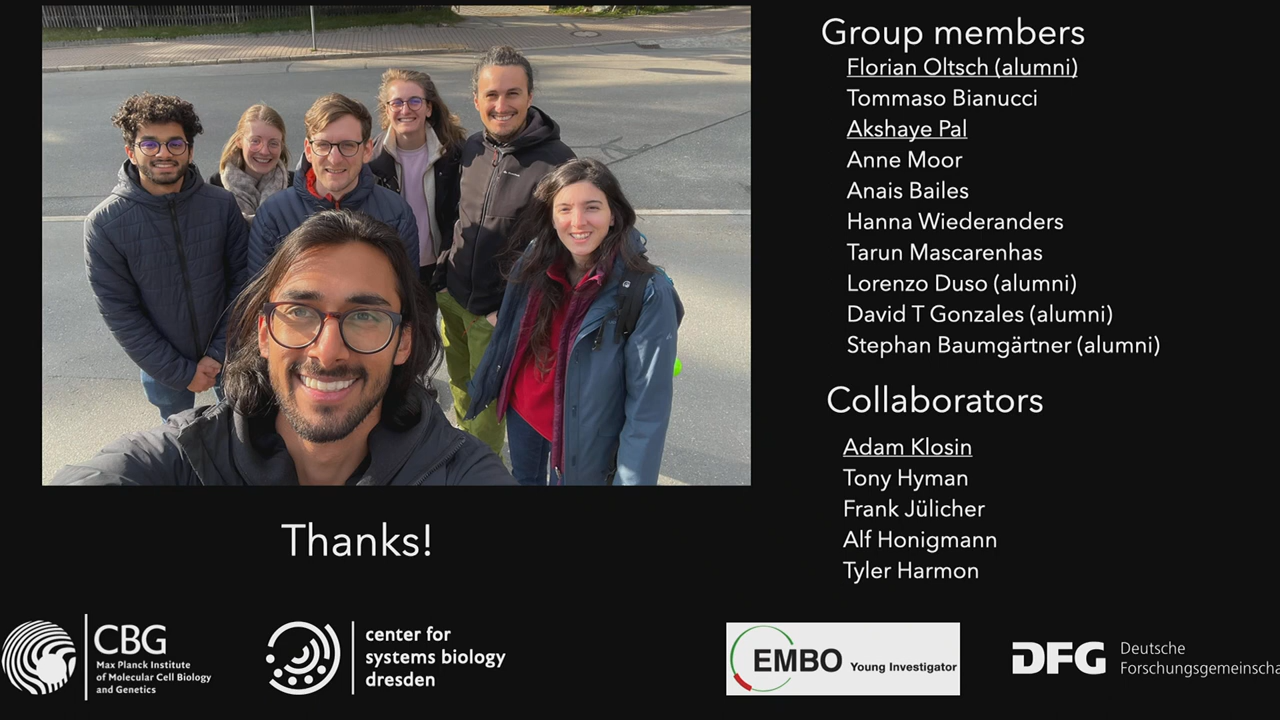 Group members
Florian Oltsch (alumni)
Tommaso Bianucci
Akshaye Pal
Anne Moor
Anais Bailes
Hanna Wiederanders
Tarun Mascarenhas
Lorenzo Duso (alumni)
David T Gonzales (alumni)
Stephan Baumgärtner (alumni)
Collaborators
Adam Klosin
Tony Hyman
Frank Jülicher
Alf Honigmann
Tyler Harmon
Thanks!
CBG
Max Planck Institute
of Molecular Cell Biology
and Genetics
center for
systems biology
dresden
EMBO Young Investigator
DFG
Deutsche
Forschungsgemeinscha